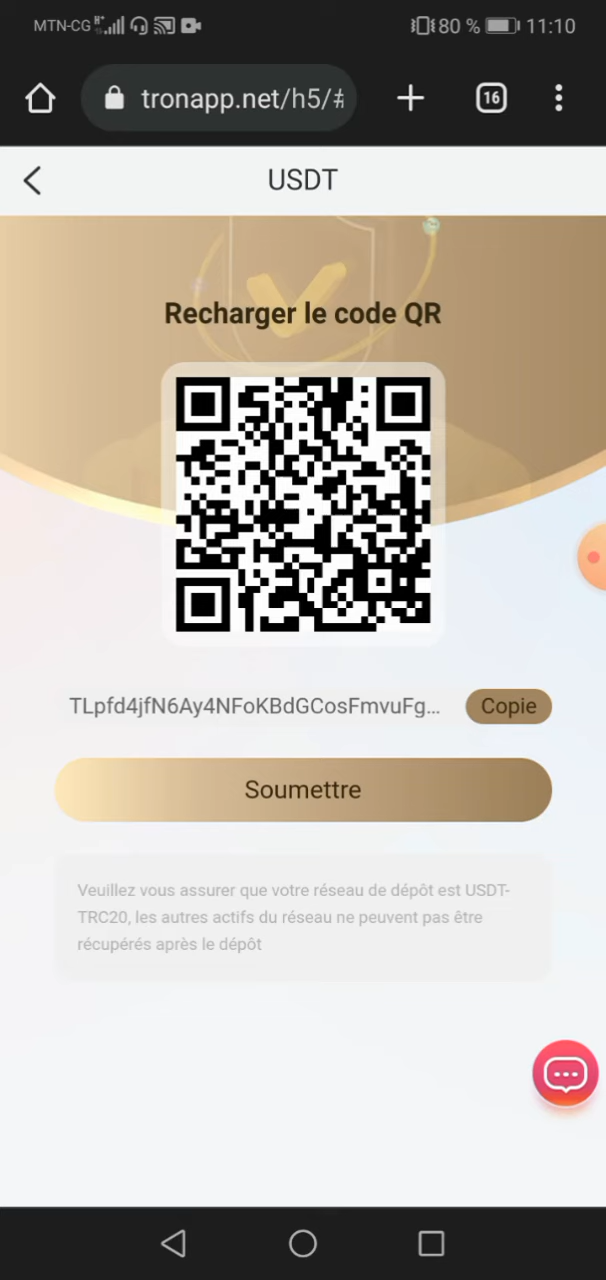 MTN-CG 80 % 11:10
tronapp.net/h5/#
16
USDT
Recharger le code QR
TLpfd4jfN6Ay4NFoKBdGCosFmvuFg...
Copie
Soumettre
Veuillez vous assurer que votre réseau de dépôt est USDT-
TRC20, les autres actifs du réseau ne peuvent pas être
récupérés après le dépôt